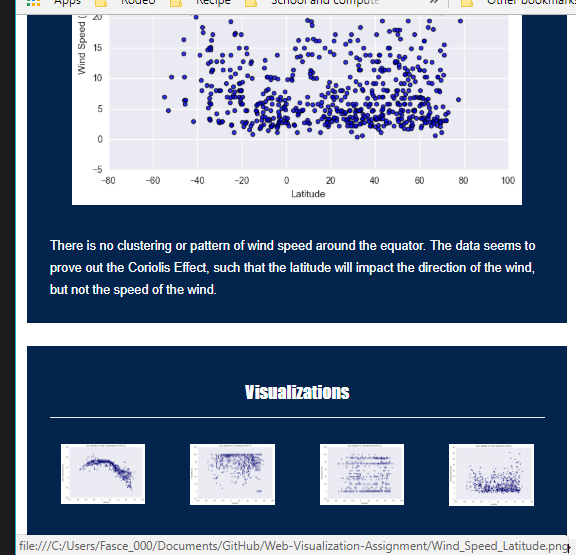 Apps Rodeo Recipe School and compute » Other bookmarks
Wind Speed (
20
15
10
5
0
−5
−80 −60 −40 −20 0 20 40 60 80 100
Latitude
There is no clustering or pattern of wind speed around the equator. The data seems to
prove out the Coriolis Effect, such that the latitude will impact the direction of the wind,
but not the speed of the wind.
Visualizations
file:///C:/Users/Fasce_000/Documents/GitHub/Web-Visualization-Assignment/Wind_Speed_Latitude.png